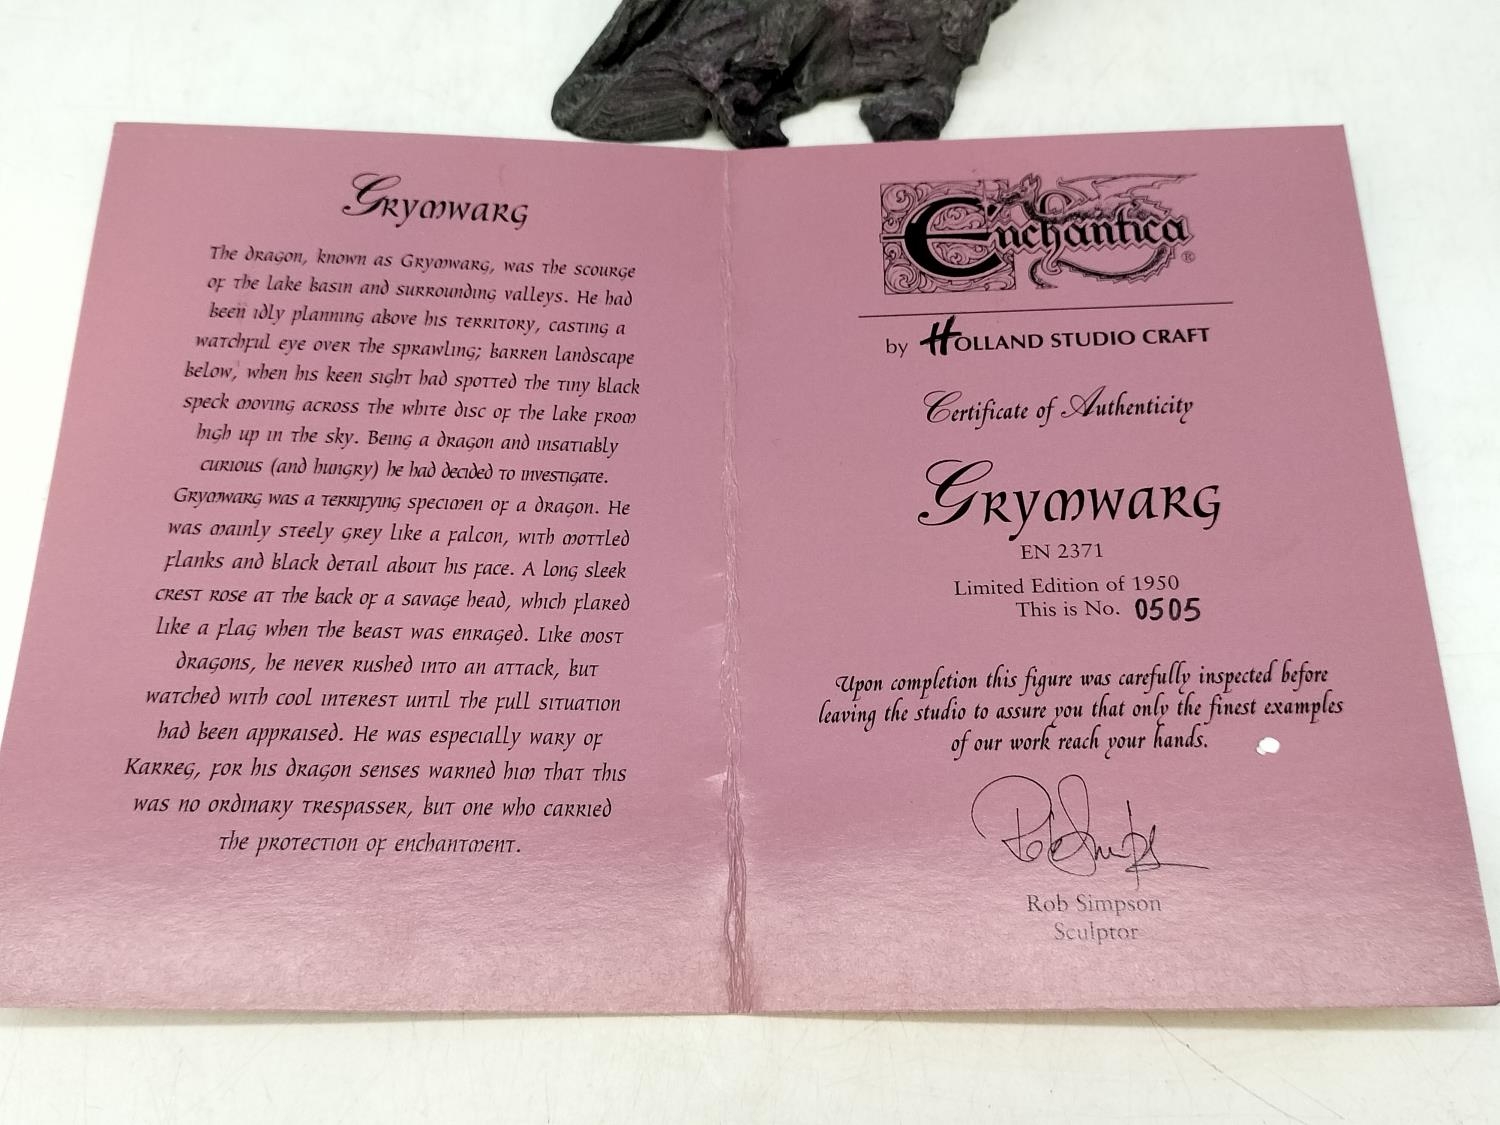 Grymwarg
The dragon, known as Grymwarg, was the scourge
of the lake basin and surrounding valleys. He had
been idly planning above his territory, casting a
watchful eye over the sprawling; barren landscape
below, when his keen sight had spotted the tiny black
speck moving across the white disc of the lake from
high up in the sky. Being a dragon and insatiably
curious (and hungry) he had decided to investigate.
Grymwarg was a terrifying specimen of a dragon. He
was mainly steely grey like a falcon, with mottled
flanks and black detail about his face. A long sleek
crest rose at the back of a savage head, which flared
like a flag when the beast was enraged. Like most
dragons, he never rushed into an attack, but
watched with cool interest until the full situation
had been appraised. He was especially wary of
Karreg, for his dragon senses warned him that this
was no ordinary trespasser, but one who carried
the protection of enchantment.
Enchantica ®
by Holland Studio Craft
Certificate of Authenticity
Grymwarg
EN 2371
Limited Edition of 1950
This is No. 0505
Upon completion this figure was carefully inspected before
leaving the studio to assure you that only the finest examples
of our work reach your hands.
Rob Simpson
Rob Simpson
Sculptor